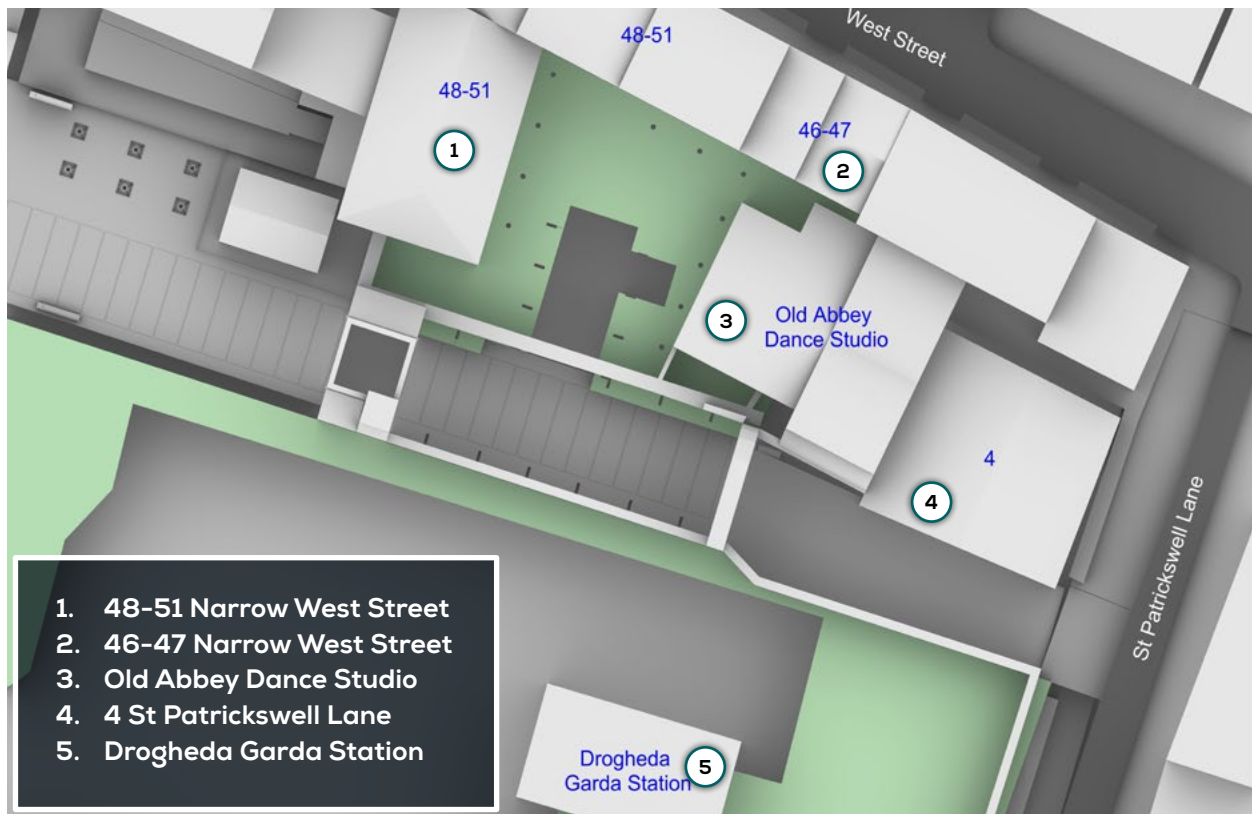 West Street
48-51
48-51
46-47
1
2
3
Old Abbey
Dance Studio
4
4
St Patrickswell Lane
1. 48-51 Narrow West Street
2. 46-47 Narrow West Street
3. Old Abbey Dance Studio
4. 4 St Patrickswell Lane
5. Drogheda Garda Station
Drogheda
Garda Station
5